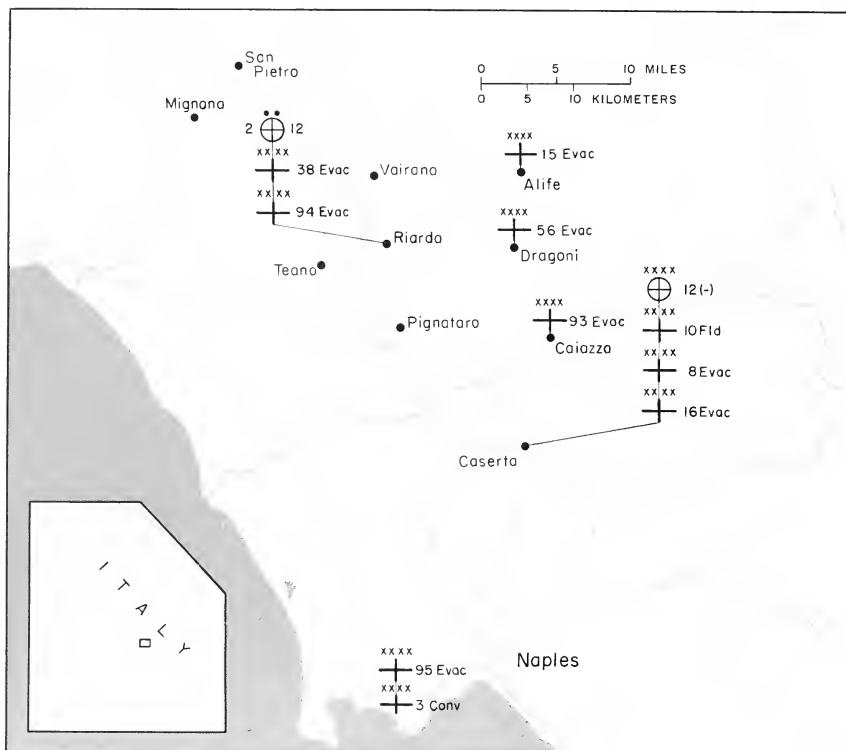 San
Pietro
0 5 10 MILES
0 5 10 KILOMETERS
Mignano
2 12
xx xx
38 Evac
xx xx
94 Evac
Vairano
Riarda
Teano
xxxx
15 Evac
Alife
xxxx
56 Evac
Dragoni
Pignataro
xxxx
93 Evac
Caiazza
xxxx
12(-)
xx xx
10 Fld
xx xx
8 Evac
xx xx
16 Evac
Caserta
ITALY
Naples
xxxx
95 Evac
xxxx
3 Conv